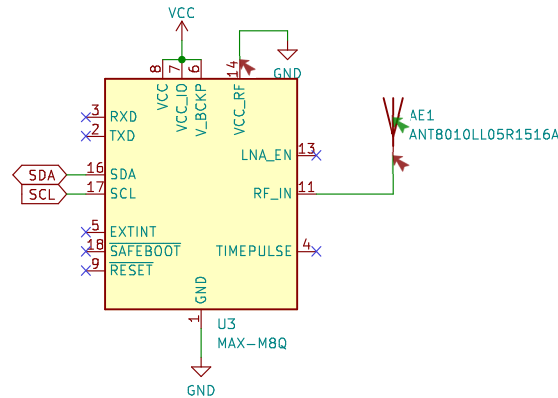 VCC
8
7
6
14
GND
VCC
VCC_IO
V_BCKP
VCC_RF
3 RXD
2 TXD
LNA_EN 13
16 SDA
SDA
17 SCL
SCL
RF_IN 11
AE1
ANT8010LL05R1516A
5 EXTINT
18 SAFEBOOT
TIMEPULSE 4
9 RESET
GND
1
U3
MAX-M8Q
GND